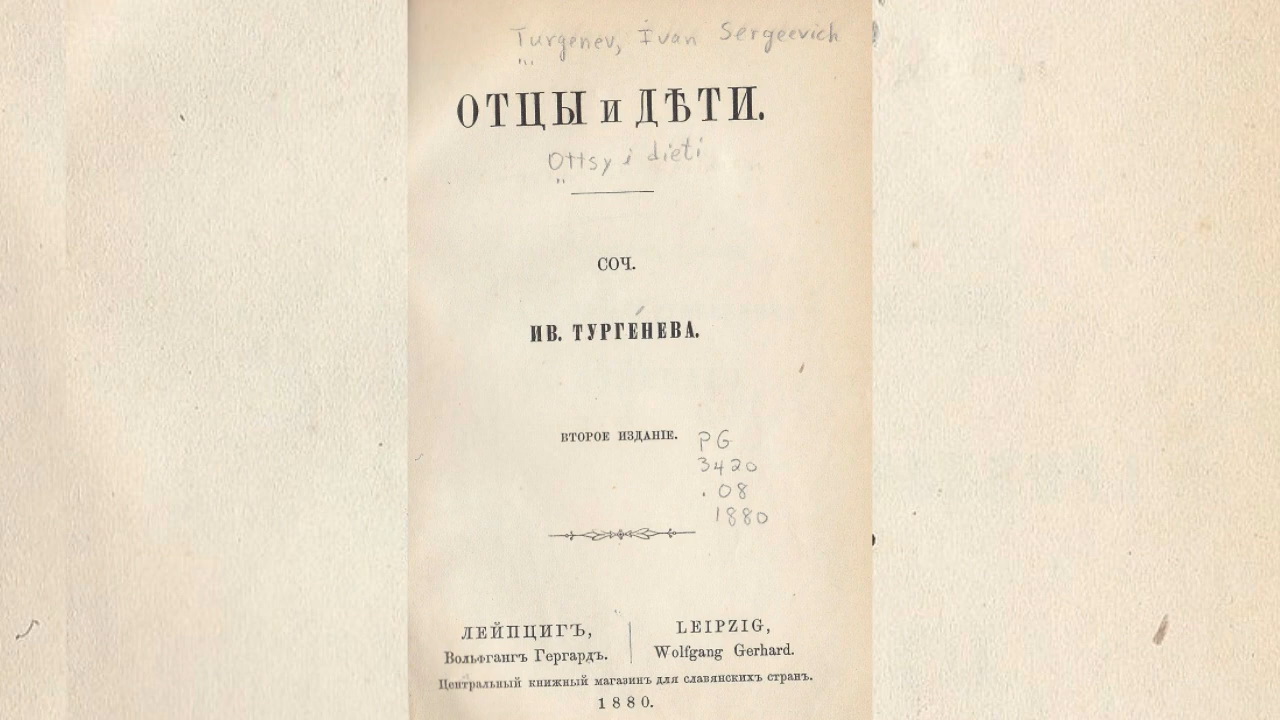 Turgenev, Ivan Sergeevich
ОТЦЫ и ДѢТИ.
Ottsy i dieti
СОЧ.
ИВ. ТУРГЕНЕВА.
ВТОРОЕ ИЗДАНІЕ.
PG
3420
.08
1880
ЛЕЙПЦИГЪ,
Вольфгангъ Гергардъ.
LEIPZIG,
Wolfgang Gerhard.
Центральный книжный магазинъ для славянскихъ странъ.
1880.